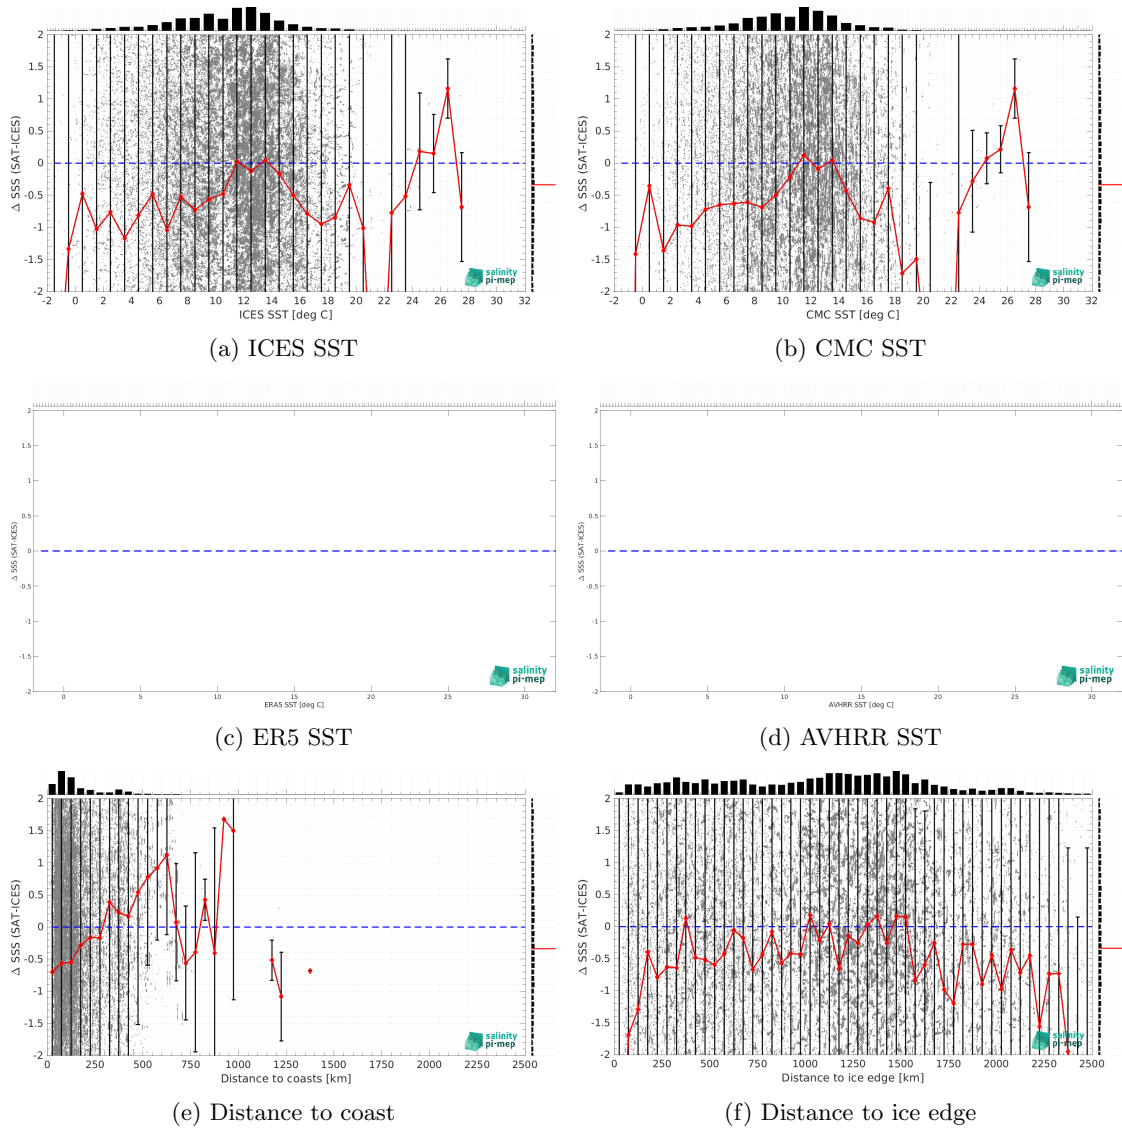 2
1.5
1
0.5
0
-0.5
-1
-1.5
-2
Δ SSS (SAT-ICES)
-2 0 2 4 6 8 10 12 14 16 18 20 22 24 26 28 30 32
ICES SST [deg C]
salinity
pi-mep
(a) ICES SST
2
1.5
1
0.5
0
-0.5
-1
-1.5
-2
Δ SSS (SAT-ICES)
-2 0 2 4 6 8 10 12 14 16 18 20 22 24 26 28 30 32
CMC SST [deg C]
salinity
pi-mep
(b) CMC SST
2
1.5
1
0.5
0
-0.5
-1
-1.5
-2
Δ SSS (SAT-ICES)
0 5 10 15 20 25 30
ERA5 SST [deg C]
salinity
pi-mep
(c) ER5 SST
2
1.5
1
0.5
0
-0.5
-1
-1.5
-2
Δ SSS (SAT-ICES)
0 5 10 15 20 25 30
AVHRR SST [deg C]
salinity
pi-mep
(d) AVHRR SST
2
1.5
1
0.5
0
-0.5
-1
-1.5
-2
Δ SSS (SAT-ICES)
0 250 500 750 1000 1250 1500 1750 2000 2250 2500
Distance to coasts [km]
salinity
pi-mep
(e) Distance to coast
2
1.5
1
0.5
0
-0.5
-1
-1.5
-2
Δ SSS (SAT-ICES)
0 250 500 750 1000 1250 1500 1750 2000 2250 2500
Distance to ice edge [km]
salinity
pi-mep
(f) Distance to ice edge